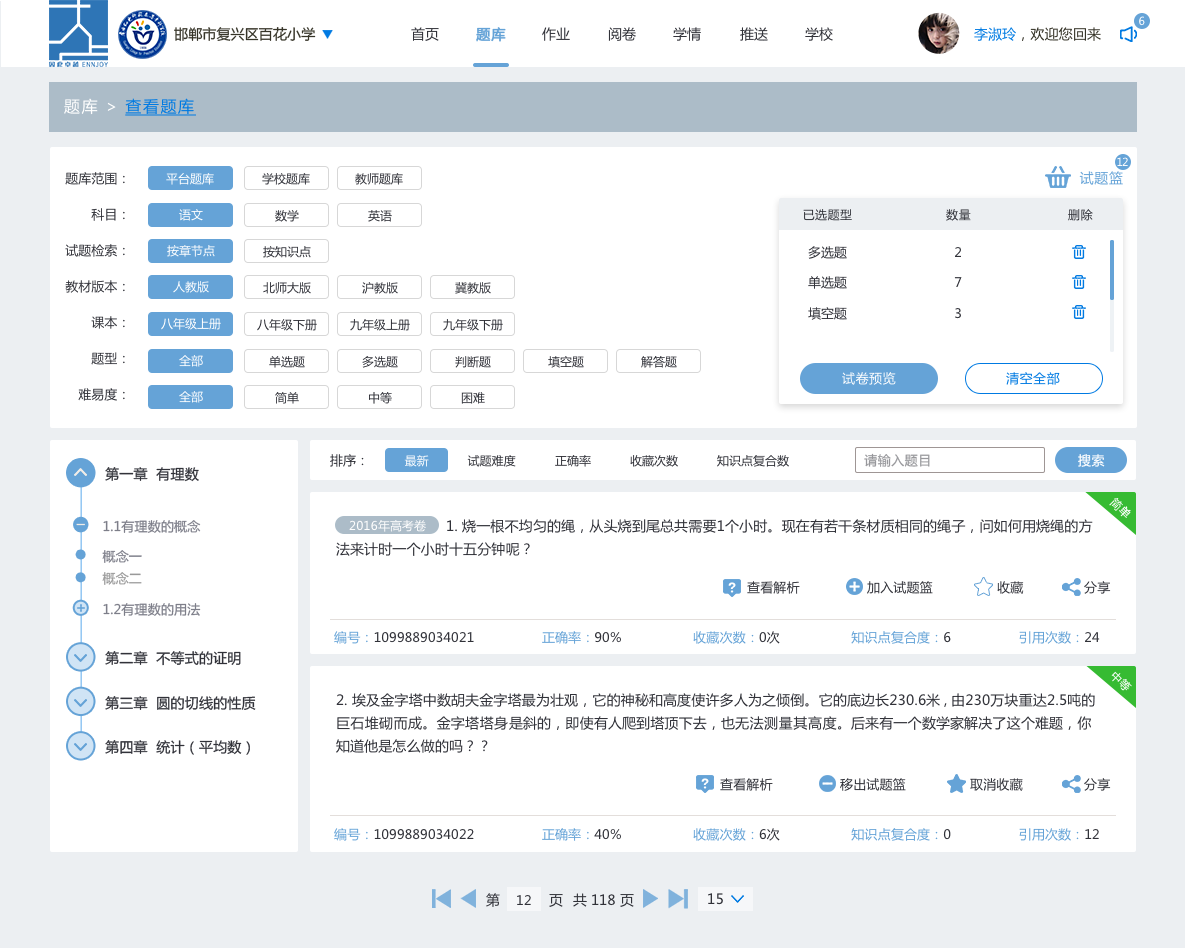 邯郸市复兴区百花小学 首页 题库 作业 阅卷 学情 推送 学校 李淑玲，欢迎您回来 6
ENNJOY
题库 > 查看题库
题库范围： 平台题库 学校题库 教师题库
科目： 语文 数学 英语
试题检索： 按章节点 按知识点
教材版本： 人教版 北师大版 沪教版 冀教版
课本： 八年级上册 八年级下册 九年级上册 九年级下册
题型： 全部 单选题 多选题 判断题 填空题 解答题
难易度： 全部 简单 中等 困难
试题篮 12
已选题型 数量 删除
多选题 2
单选题 7
填空题 3
试卷预览 清空全部
第一章 有理数
1.1有理数的概念
概念一
概念二
1.2有理数的用法
第二章 不等式的证明
第三章 圆的切线的性质
第四章 统计（平均数）
排序： 最新 试题难度 正确率 收藏次数 知识点复合数 请输入题目 搜索
简单
2016年高考卷 1. 烧一根不均匀的绳，从头烧到尾总共需要1个小时。现在有若干条材质相同的绳子，问如何用烧绳的方
法来计时一个小时十五分钟呢？
查看解析 加入试题篮 收藏 分享
编号：1099889034021 正确率：90% 收藏次数：0次 知识点复合度：6 引用次数：24
中等
2. 埃及金字塔中数胡夫金字塔最为壮观，它的神秘和高度使许多人为之倾倒。它的底边长230.6米，由230万块重达2.5吨的
巨石堆砌而成。金字塔塔身是斜的，即使有人爬到塔顶下去，也无法测量其高度。后来有一个数学家解决了这个难题，你
知道他是怎么做的吗？？
查看解析 移出试题篮 取消收藏 分享
编号：1099889034022 正确率：40% 收藏次数：6次 知识点复合度：0 引用次数：12
第 12 页 共 118 页 15